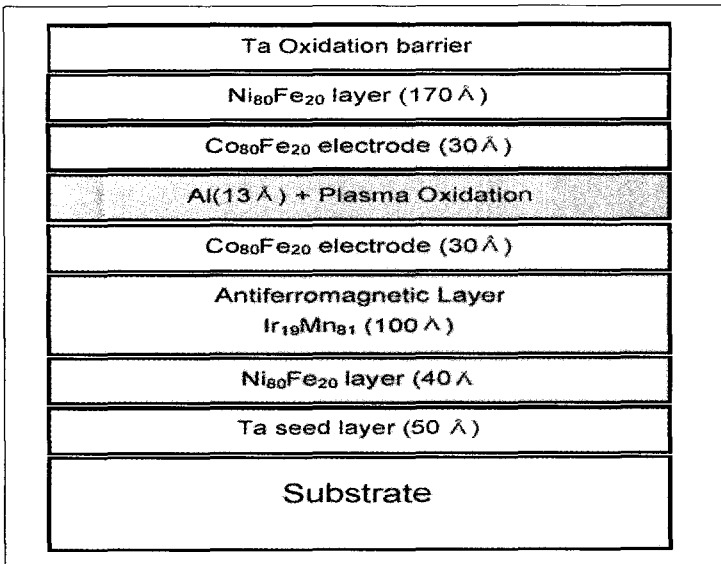 Ta Oxidation barrier
Ni₈₀Fe₂₀ layer (170 Å)
Co₈₀Fe₂₀ electrode (30 Å)
Al(13 Å) + Plasma Oxidation
Co₈₀Fe₂₀ electrode (30 Å)
Antiferromagnetic Layer
Ir₁₉Mn₈₁ (100 Å)
Ni₈₀Fe₂₀ layer (40 Å
Ta seed layer (50 Å)
Substrate